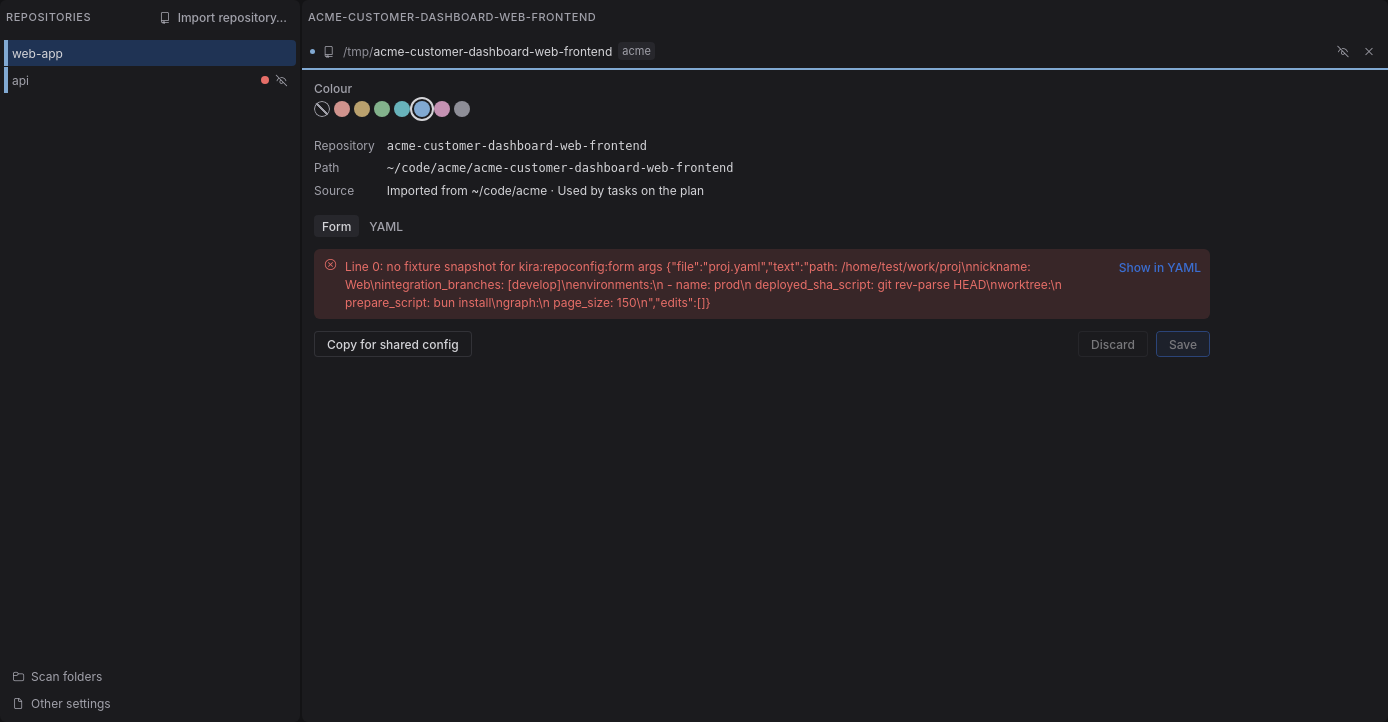 REPOSITORIES
Import repository...
web-app
api
Scan folders
Other settings
ACME-CUSTOMER-DASHBOARD-WEB-FRONTEND
/tmp/acme-customer-dashboard-web-frontend acme
Colour
Repository acme-customer-dashboard-web-frontend
Path ~/code/acme/acme-customer-dashboard-web-frontend
Source Imported from ~/code/acme · Used by tasks on the plan
Form YAML
Line 0: no fixture snapshot for kira:repoconfig:form args {"file":"proj.yaml","text":"path: /home/test/work/proj\nnickname:
Web\nintegration_branches: [develop]\nenvironments:\n - name: prod\n deployed_sha_script: git rev-parse HEAD\nworktree:\n
prepare_script: bun install\ngraph:\n page_size: 150\n","edits":[]}
Show in YAML
Copy for shared config
Discard
Save